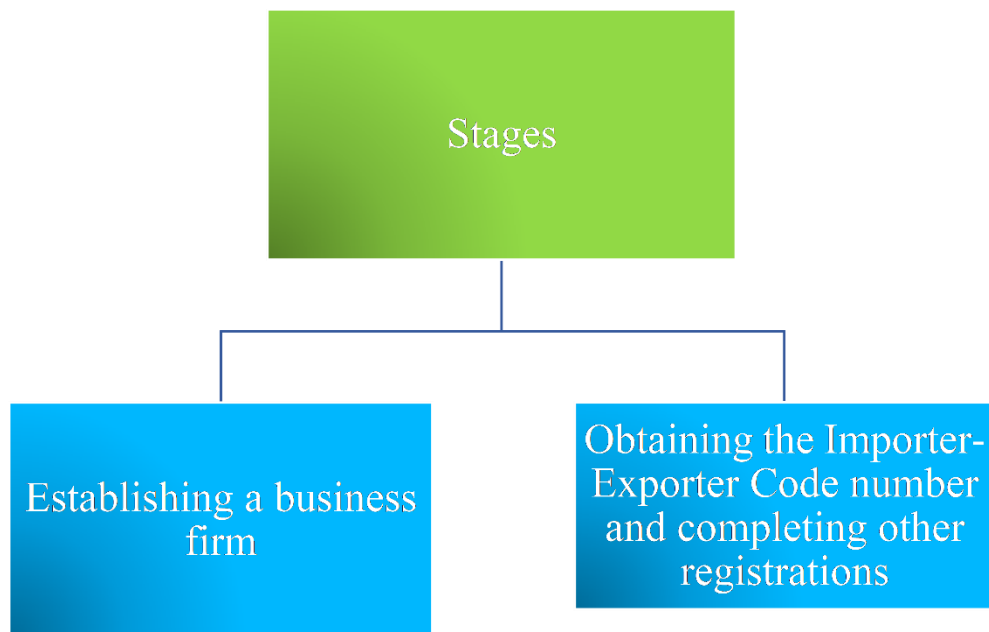 Stages
Establishing a business
firm
Obtaining the Importer-
Exporter Code number
and completing other
registrations